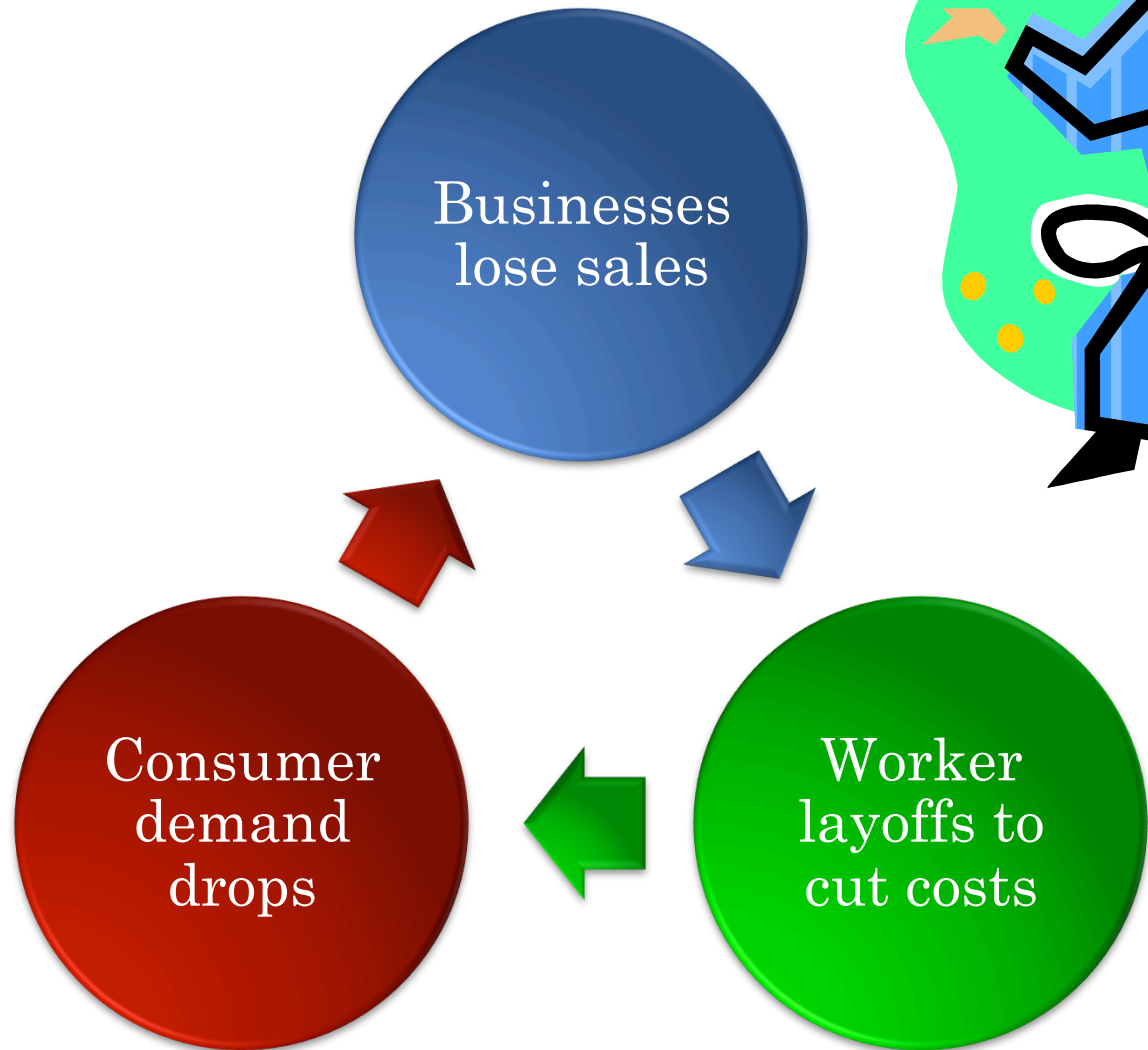 Businesses
lose sales
Worker
layoffs to
cut costs
Consumer
demand
drops